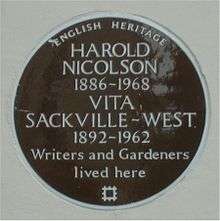 ENGLISH HERITAGE
HAROLD
NICOLSON
1886-1968
VITA
SACKVILLE-WEST
1892-1962
Writers and Gardeners
lived here